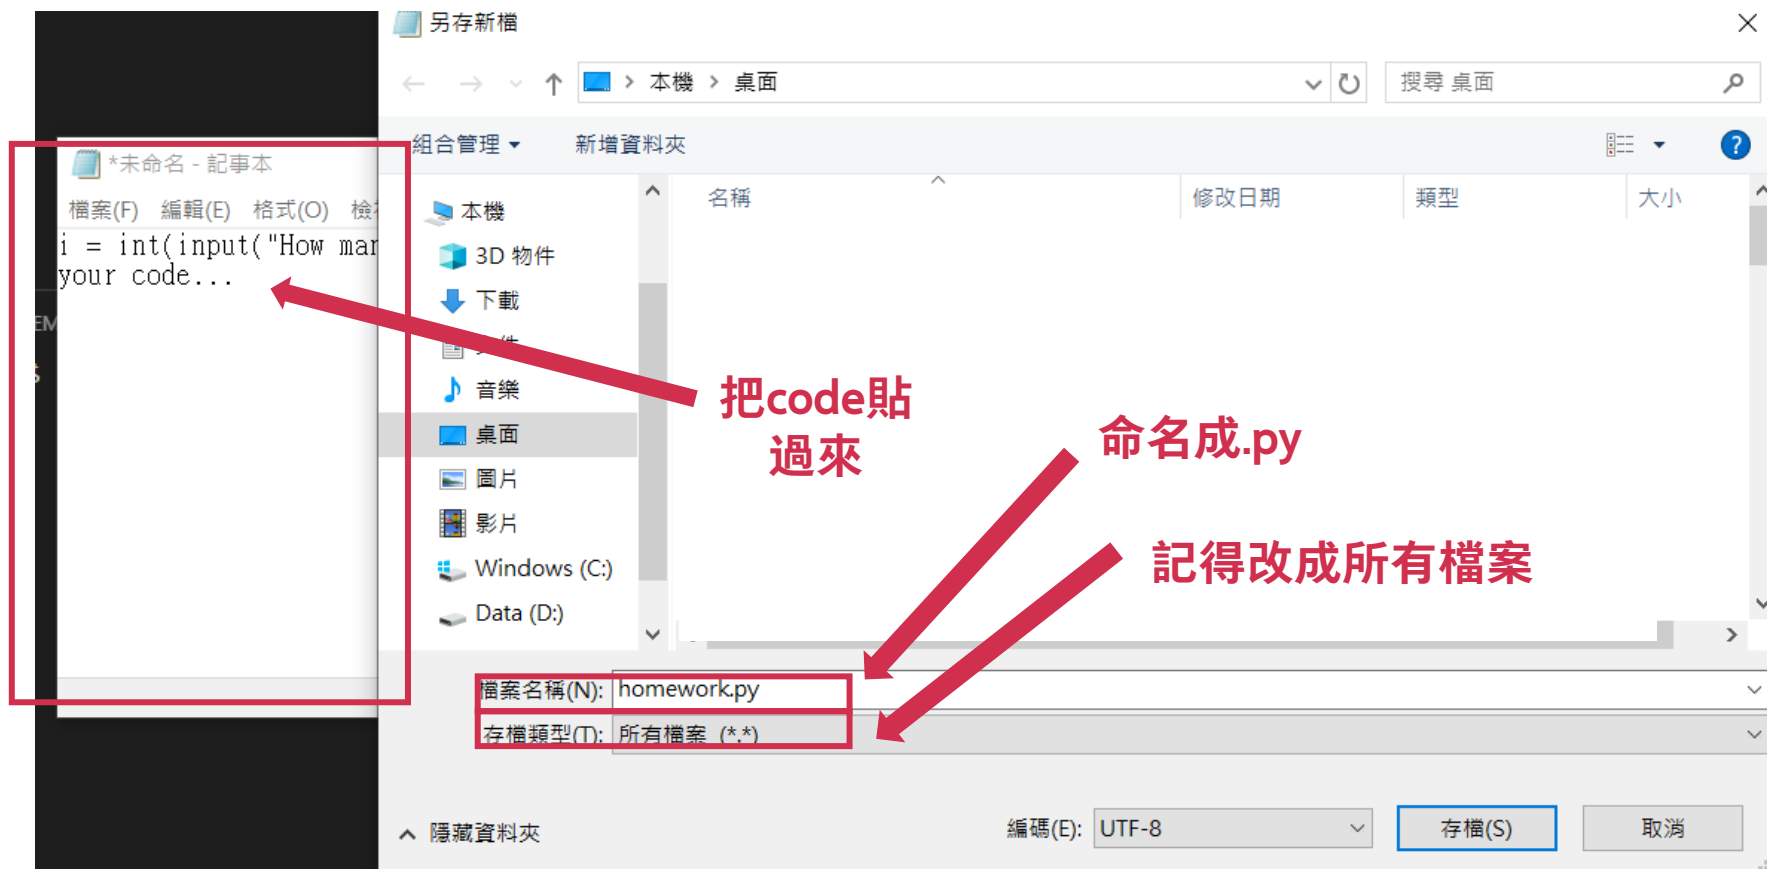 另存新檔
本機 > 桌面
搜尋 桌面
組合管理
新增資料夾
*未命名 - 記事本
檔案(F) 編輯(E) 格式(O)
i = int(input("How
your code...
本機
3D 物件
下載
音樂
桌面
圖片
影片
Windows (C:)
Data (D:)
名稱
修改日期
類型
大小
把code貼
過來
命名成.py
記得改成所有檔案
檔案名稱(N): homework.py
存檔類型(T): 所有檔案 (*.*)
隱藏資料夾
編碼(E): UTF-8
存檔(S)
取消